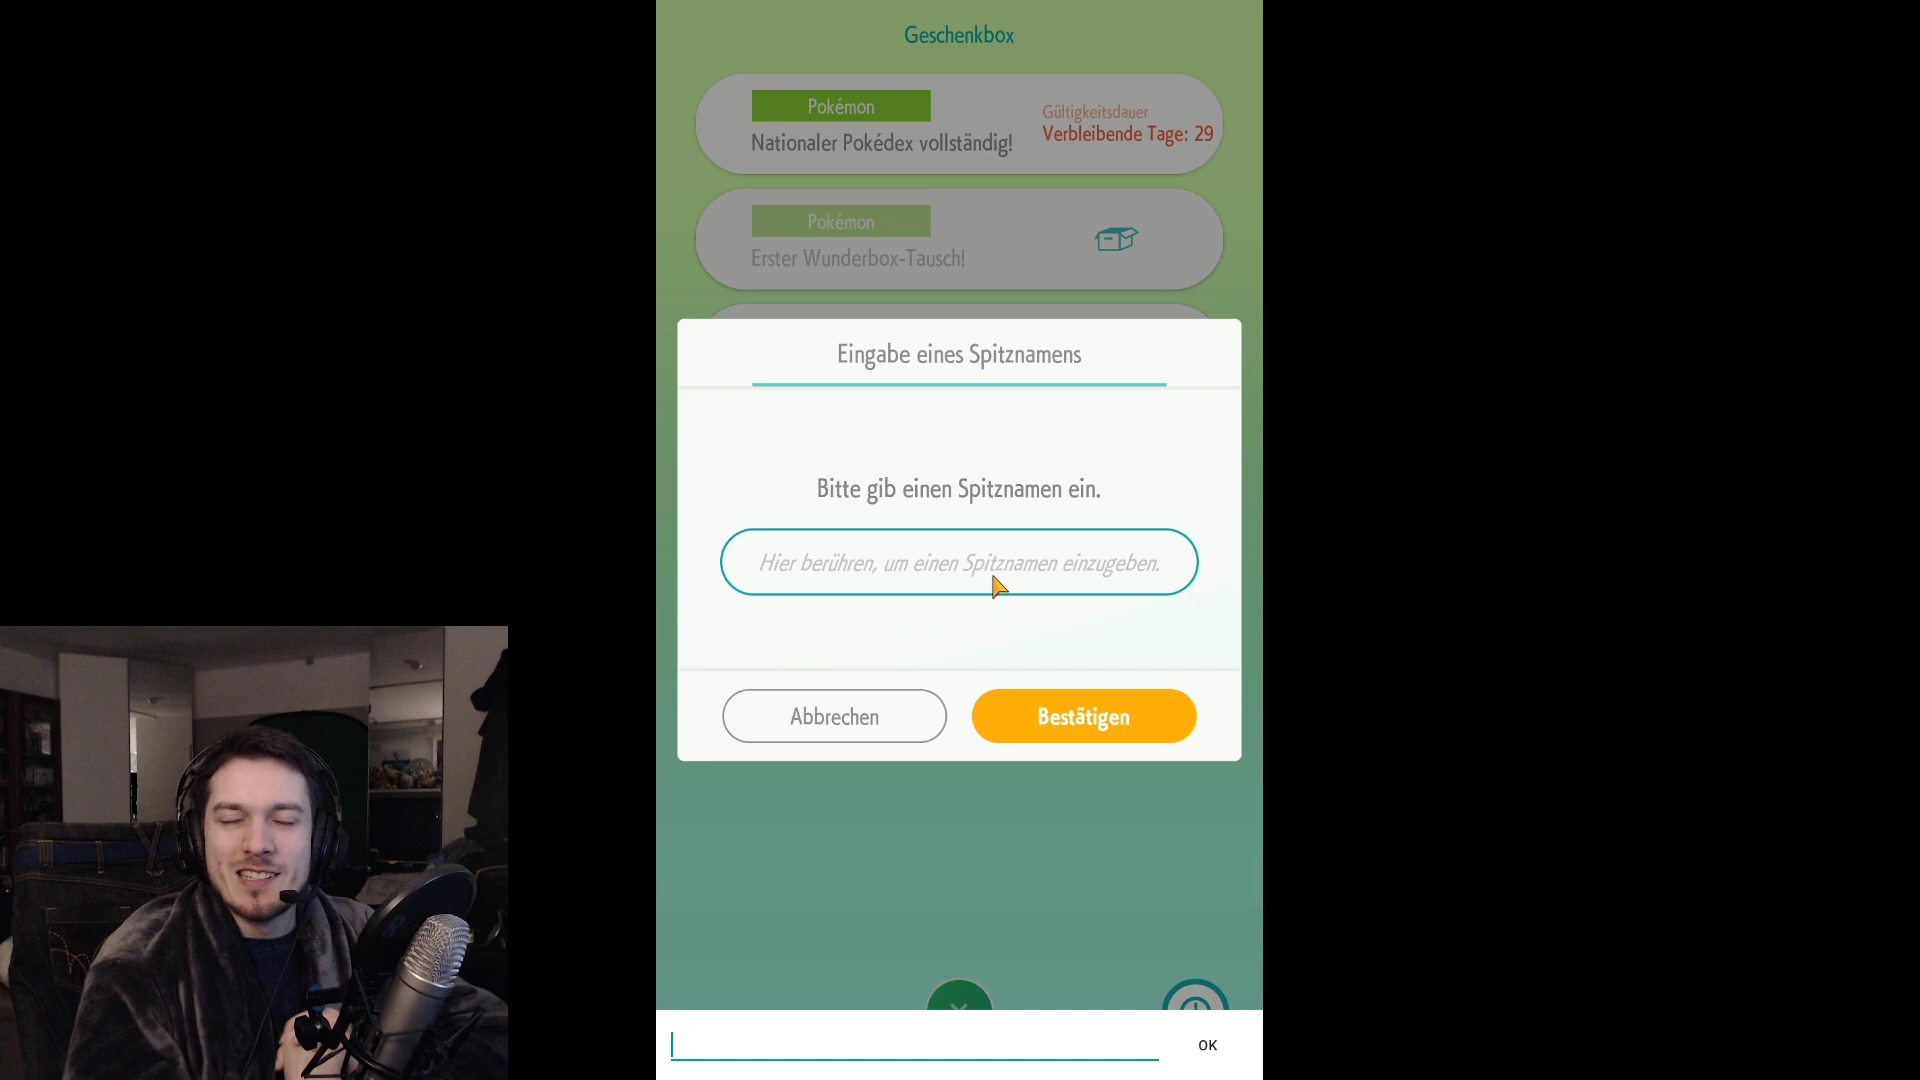 Geschenkbox
Pokémon
Nationaler Pokédex vollständig!
Gültigkeitsdauer
Verbleibende Tage: 29
Pokémon
Erster Wunderbox-Tausch!
Eingabe eines Spitznamens
Bitte gib einen Spitznamen ein.
Hier berühren, um einen Spitznamen einzugeben.
Abbrechen
Bestätigen
OK